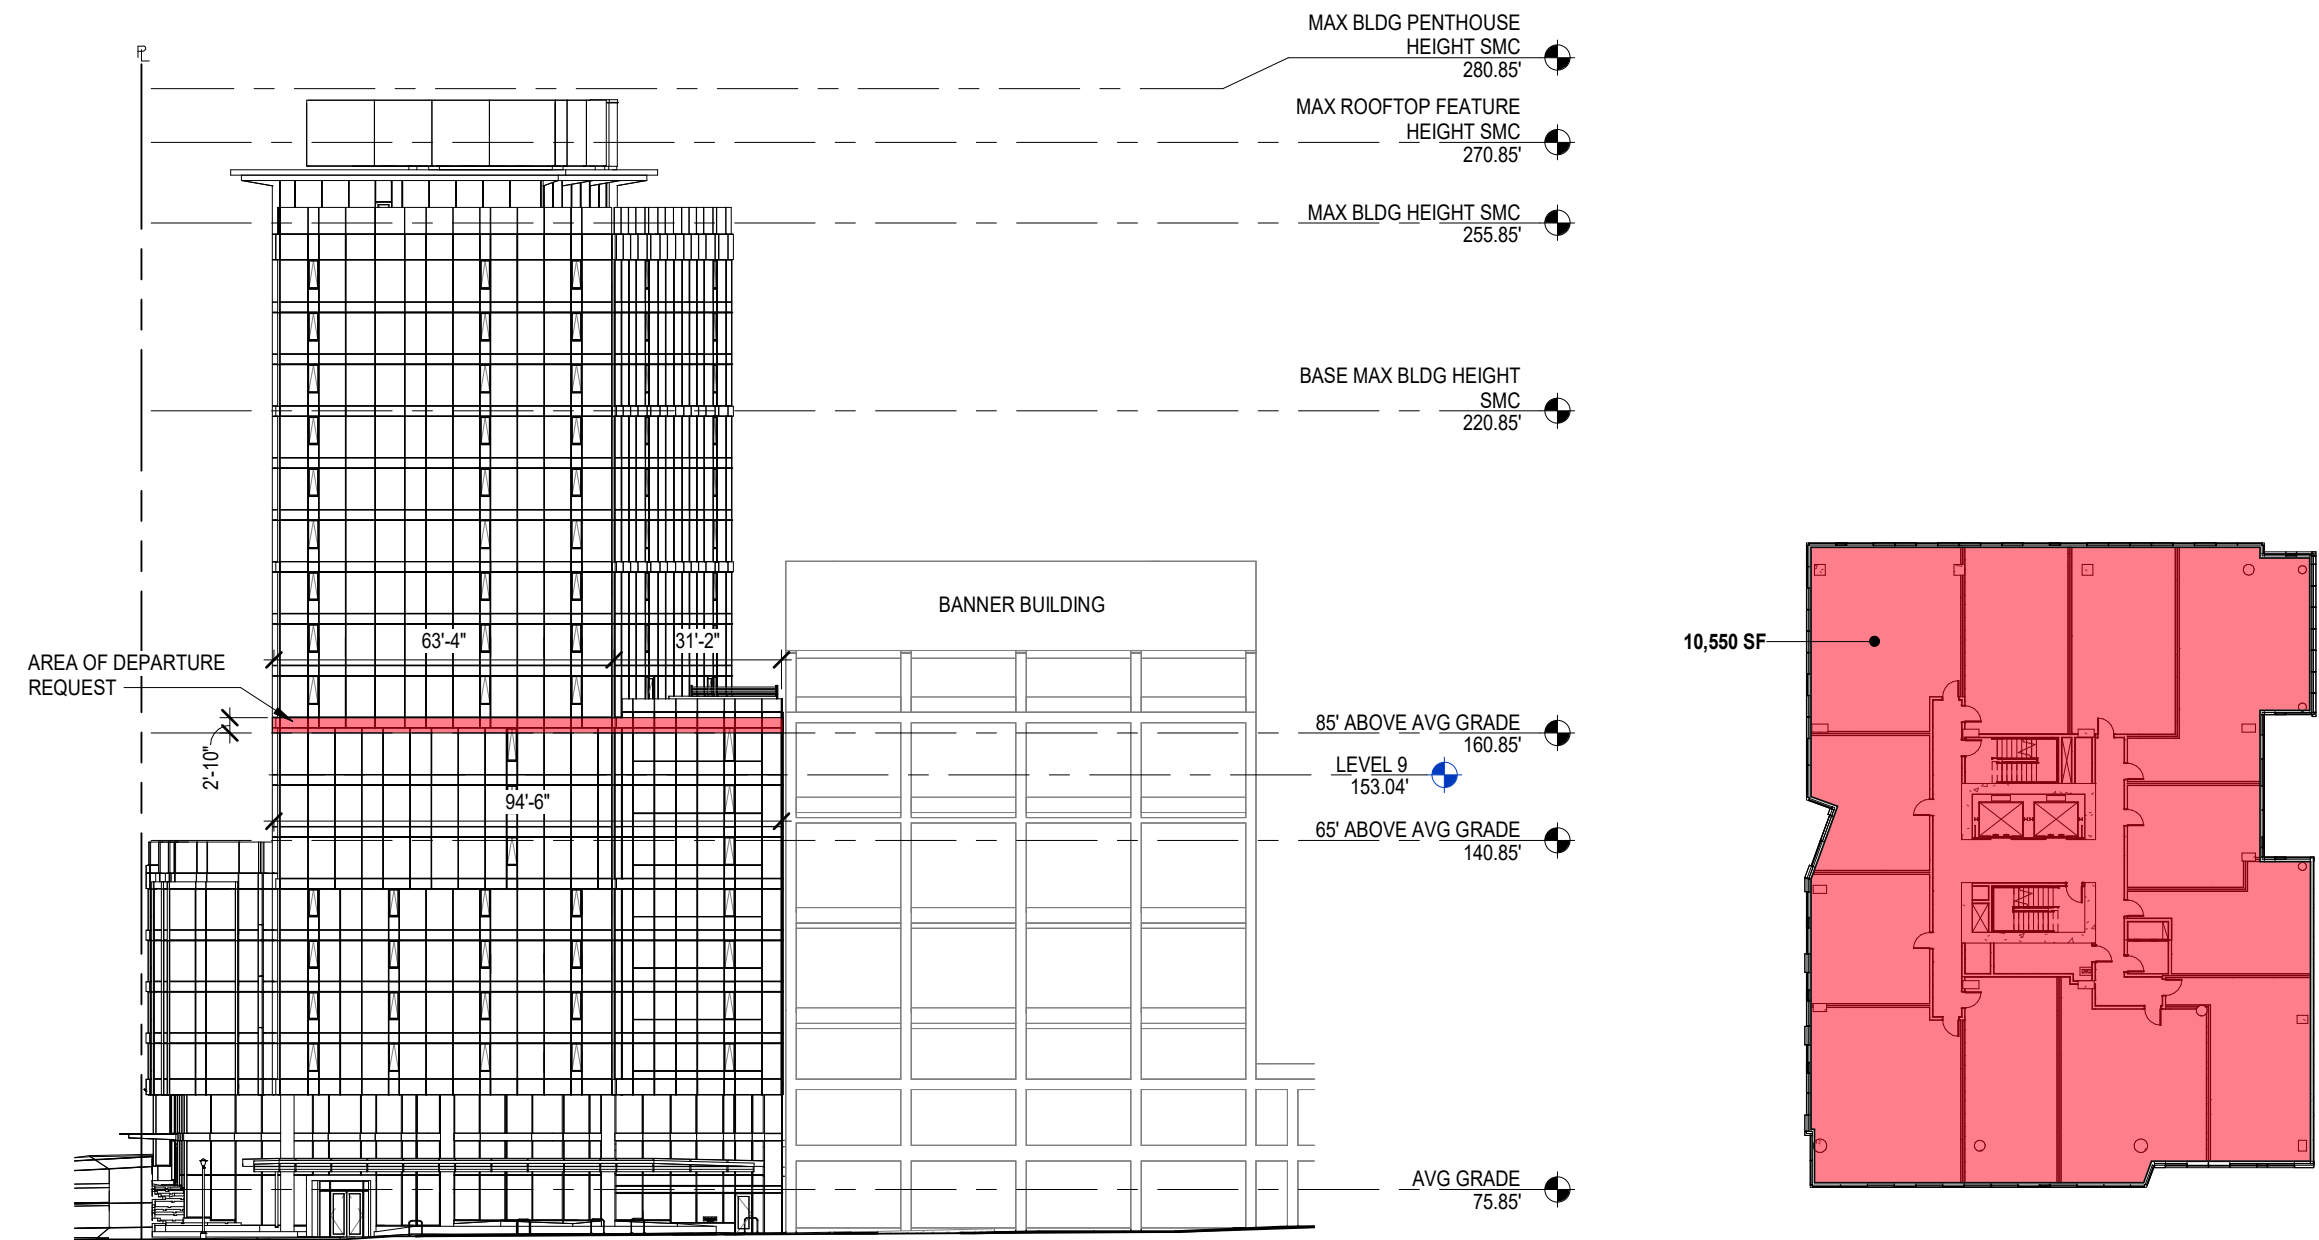 PL
MAX BLDG PENTHOUSE
HEIGHT SMC
280.85'
MAX ROOFTOP FEATURE
HEIGHT SMC
270.85'
MAX BLDG HEIGHT SMC
255.85'
BASE MAX BLDG HEIGHT
SMC
220.85'
BANNER BUILDING
63'-4"
31'-2"
AREA OF DEPARTURE
REQUEST
10,550 SF
2'-10"
85' ABOVE AVG GRADE
160.85'
LEVEL 9
153.04'
94'-6"
65' ABOVE AVG GRADE
140.85'
AVG GRADE
75.85'